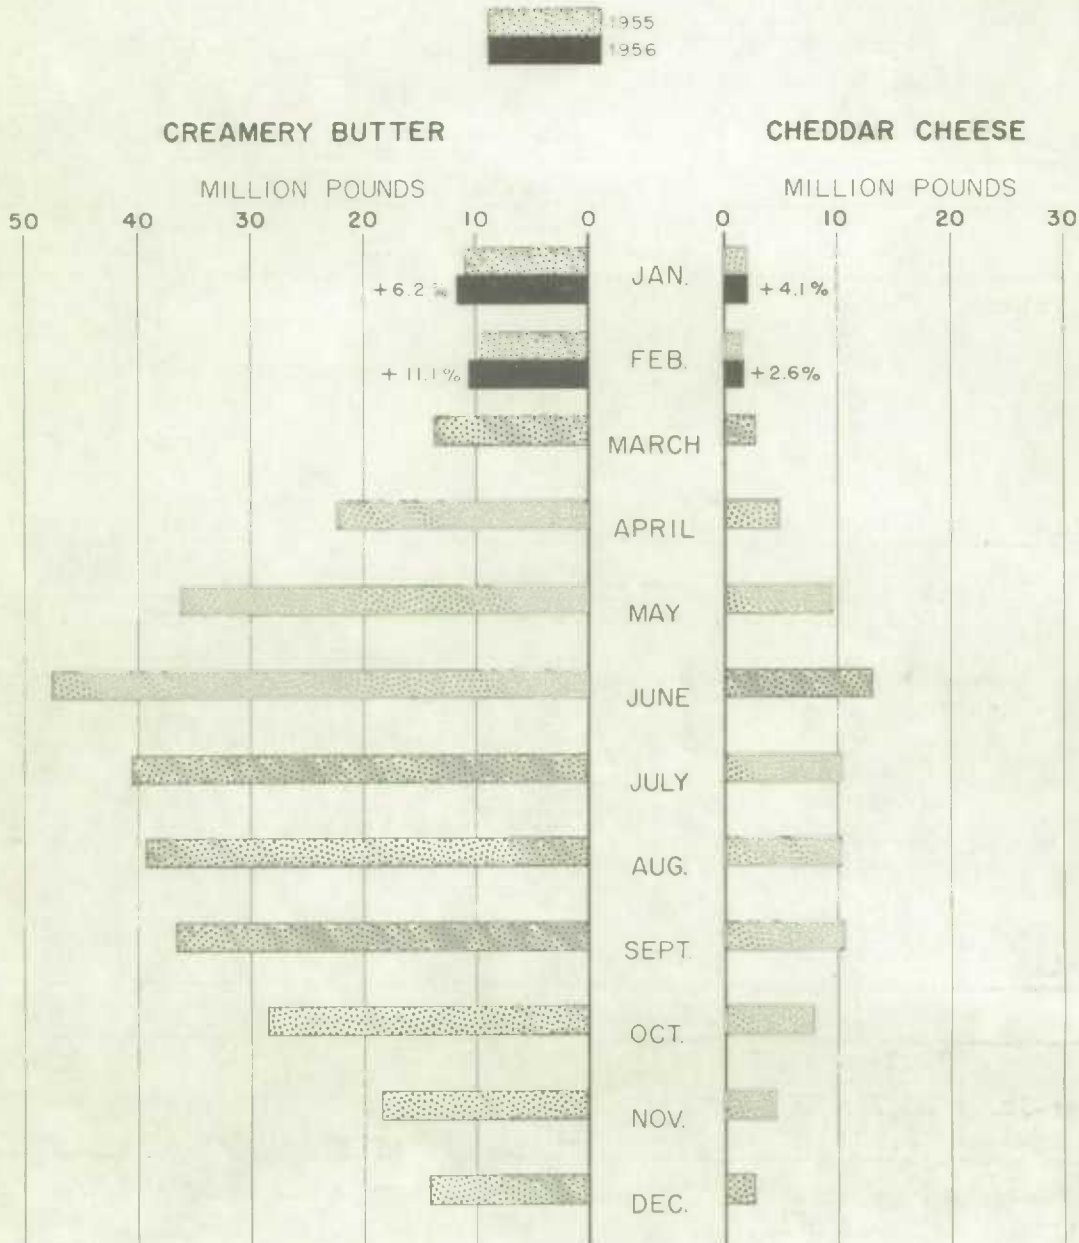 1955
1956
CREAMERY BUTTER
CHEDDAR CHEESE
MILLION POUNDS
MILLION POUNDS
50 40 30 20 10 0
0 10 20 30
JAN.
+6.2 %
+4.1%
FEB.
+11.1%
+2.6%
MARCH
APRIL
MAY
JUNE
JULY
AUG.
SEPT.
OCT.
NOV.
DEC.